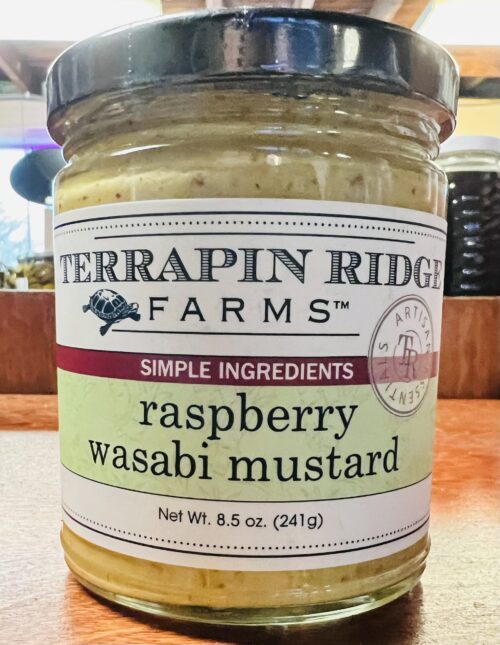 TERRAPIN RIDGE
FARMS™
SIMPLE INGREDIENTS
ARTISAN
TR
raspberry
wasabi mustard
Net Wt. 8.5 oz. (241g)